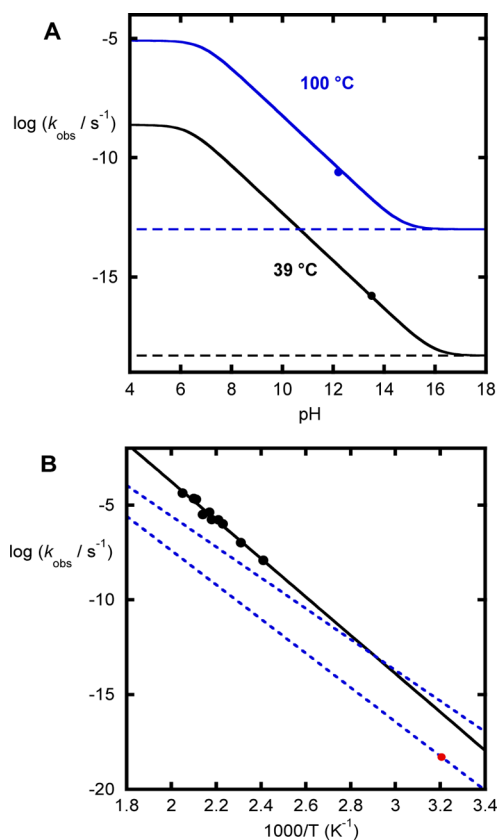 A
-5
100 °C
log (k_obs / s⁻¹)
-10
39 °C
-15
4 6 8 10 12 14 16 18
pH
B
-5
log (k_obs / s⁻¹)
-10
-15
-20
1.8 2 2.2 2.4 2.6 2.8 3 3.2 3.4
1000/T (K⁻¹)